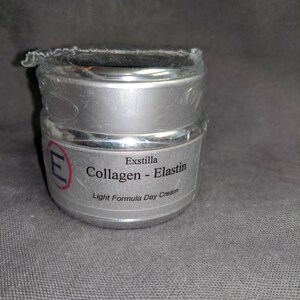 Exstilla
Collagen - Elastin
Light Formula Day Cream
E